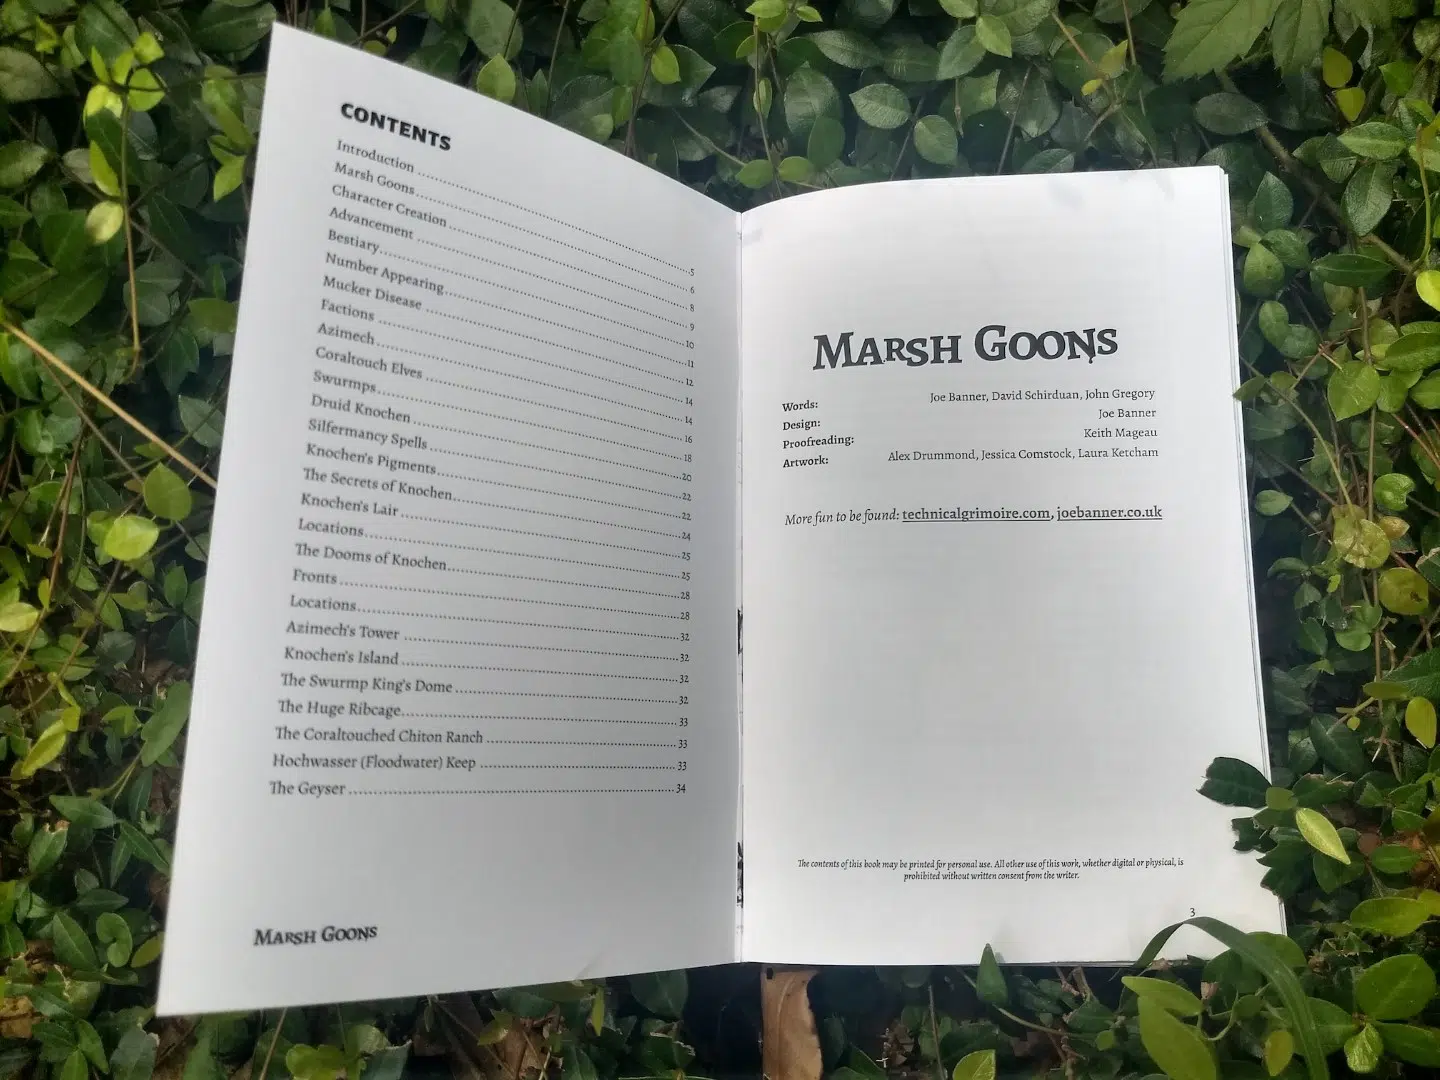 CONTENTS
Introduction ........ 5
Marsh Goons ........ 6
Character Creation ........ 8
Advancement ........ 9
Bestiary ........ 10
Number Appearing ........ 11
Mucker Disease ........ 12
Factions ........ 14
Azimech ........ 14
Coraltouch Elves ........ 16
Swurmps ........ 18
Druid Knochen ........ 20
Silfermancy Spells ........ 22
Knochen's Pigments ........ 22
The Secrets of Knochen ........ 24
Knochen's Lair ........ 25
Locations ........ 25
The Dooms of Knochen ........ 28
Fronts ........ 28
Locations ........ 32
Azimech's Tower ........ 32
Knochen's Island ........ 32
The Swurmp King's Dome ........ 32
The Huge Ribcage ........ 33
The Coraltouched Chiton Ranch ........ 33
Hochwasser (Floodwater) Keep ........ 33
The Geyser ........ 34
MARSH GOONS
MARSH GOONS
Words: Joe Banner, David Schirduan, John Gregory
Design: Joe Banner
Proofreading: Keith Mageau
Artwork: Alex Drummond, Jessica Comstock, Laura Ketcham
More fun to be found: technicalgrimoire.com, joebanner.co.uk
The contents of this book may be printed for personal use. All other use of this work, whether digital or physical, is
prohibited without written consent from the writer.
3